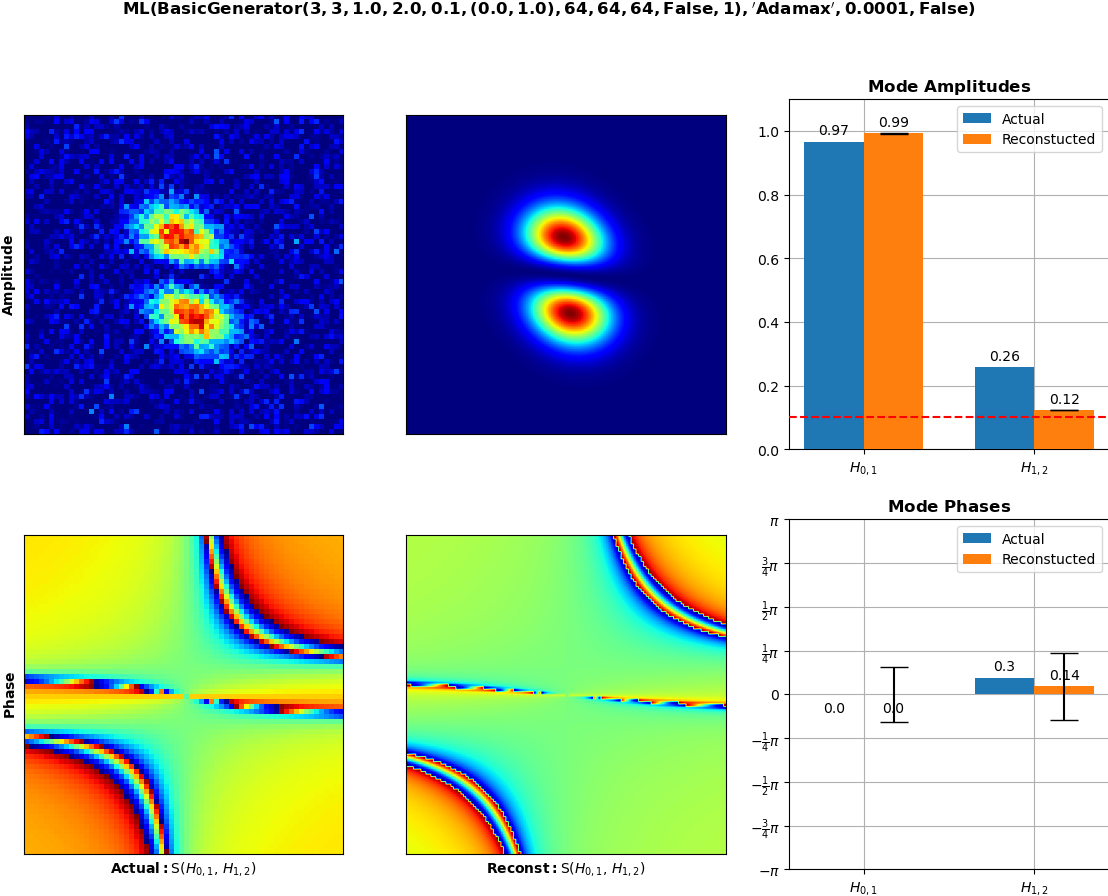 ML(BasicGenerator(3, 3, 1.0, 2.0, 0.1, (0.0, 1.0), 64, 64, 64, False, 1), ′Adamax′, 0.0001, False)
Amplitude
Mode Amplitudes
Actual
Reconstucted
1.0
0.8
0.6
0.4
0.2
0.0
0.97
0.99
0.26
0.12
H0,1
H1,2
Phase
Actual: S(H0,1, H1,2)
Reconst: S(H0,1, H1,2)
Mode Phases
Actual
Reconstucted
π
3/4π
1/2π
1/4π
0
−1/4π
−1/2π
−3/4π
−π
0.0
0.0
0.3
0.14
H0,1
H1,2